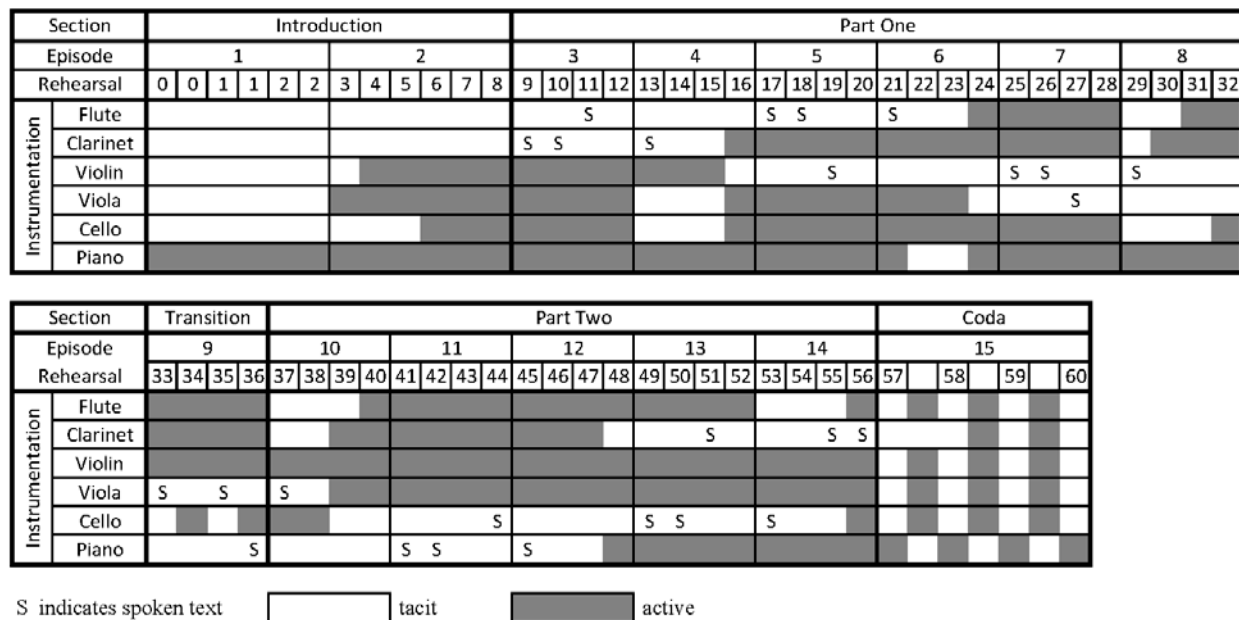 Section Introduction Part One
Episode 1 2 3 4 5 6 7 8
Rehearsal 0 0 1 1 2 2 3 4 5 6 7 8 9 10 11 12 13 14 15 16 17 18 19 20 21 22 23 24 25 26 27 28 29 30 31 32
Instrumentation
Flute S S S S
Clarinet S S S
Violin S S S S
Viola S
Cello
Piano
Section Transition Part Two Coda
Episode 9 10 11 12 13 14 15
Rehearsal 33 34 35 36 37 38 39 40 41 42 43 44 45 46 47 48 49 50 51 52 53 54 55 56 57 58 59 60
Instrumentation
Flute
Clarinet S S S
Violin
Viola S S S
Cello S S S S
Piano S S S S
S indicates spoken text tacit active